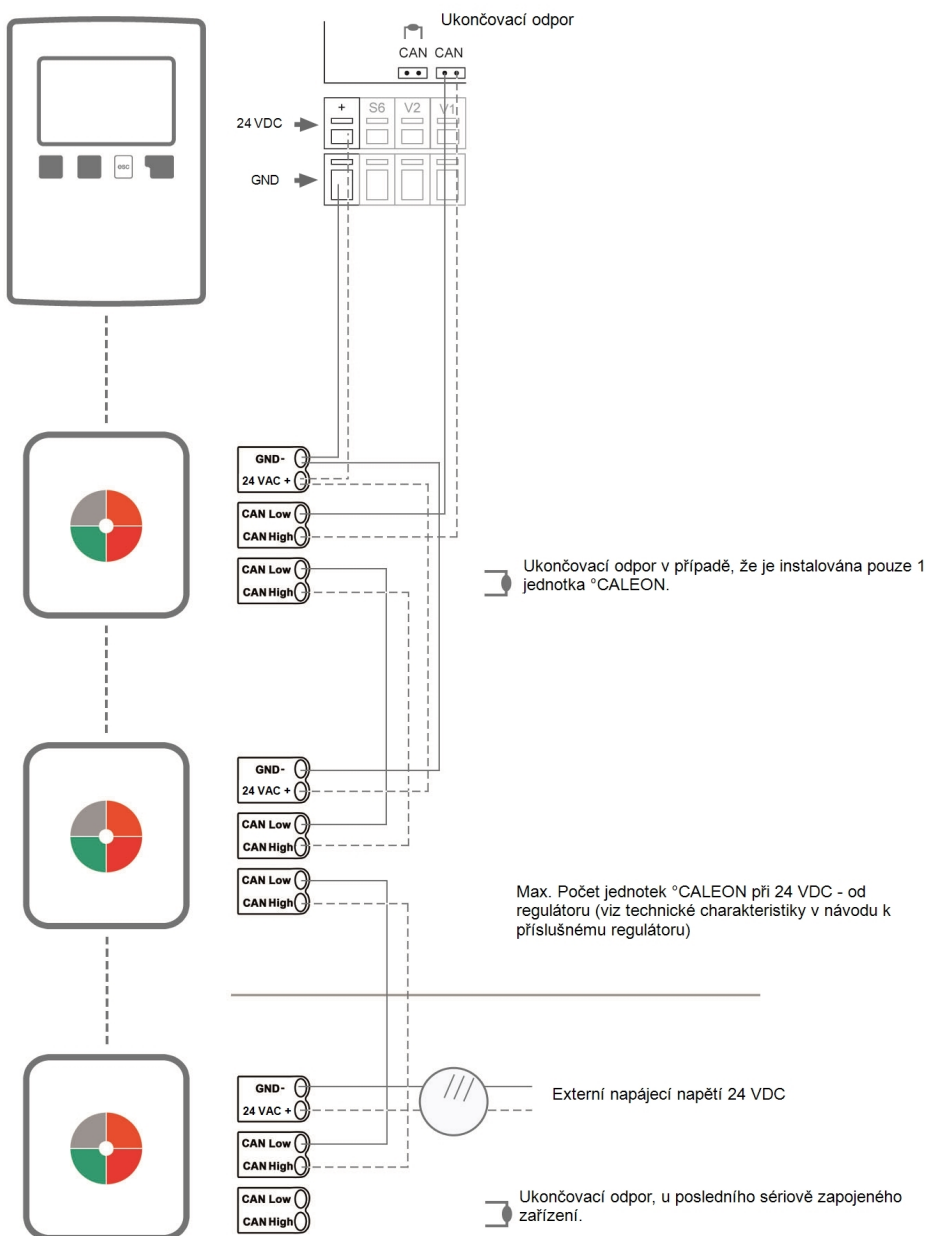 Ukončovací odpor
CAN CAN
+ S6 V2 V1
24 VDC
GND
esc
GND-
24 VAC +
CAN Low
CAN High
CAN Low
CAN High
Ukončovací odpor v případě, že je instalována pouze 1
jednotka °CALEON.
GND-
24 VAC +
CAN Low
CAN High
CAN Low
CAN High
Max. Počet jednotek °CALEON při 24 VDC - od
regulátoru (viz technické charakteristiky v návodu k
příslušnému regulátoru)
GND-
24 VAC +
Externí napájecí napětí 24 VDC
CAN Low
CAN High
CAN Low
CAN High
Ukončovací odpor, u posledního sériově zapojeného
zařízení.